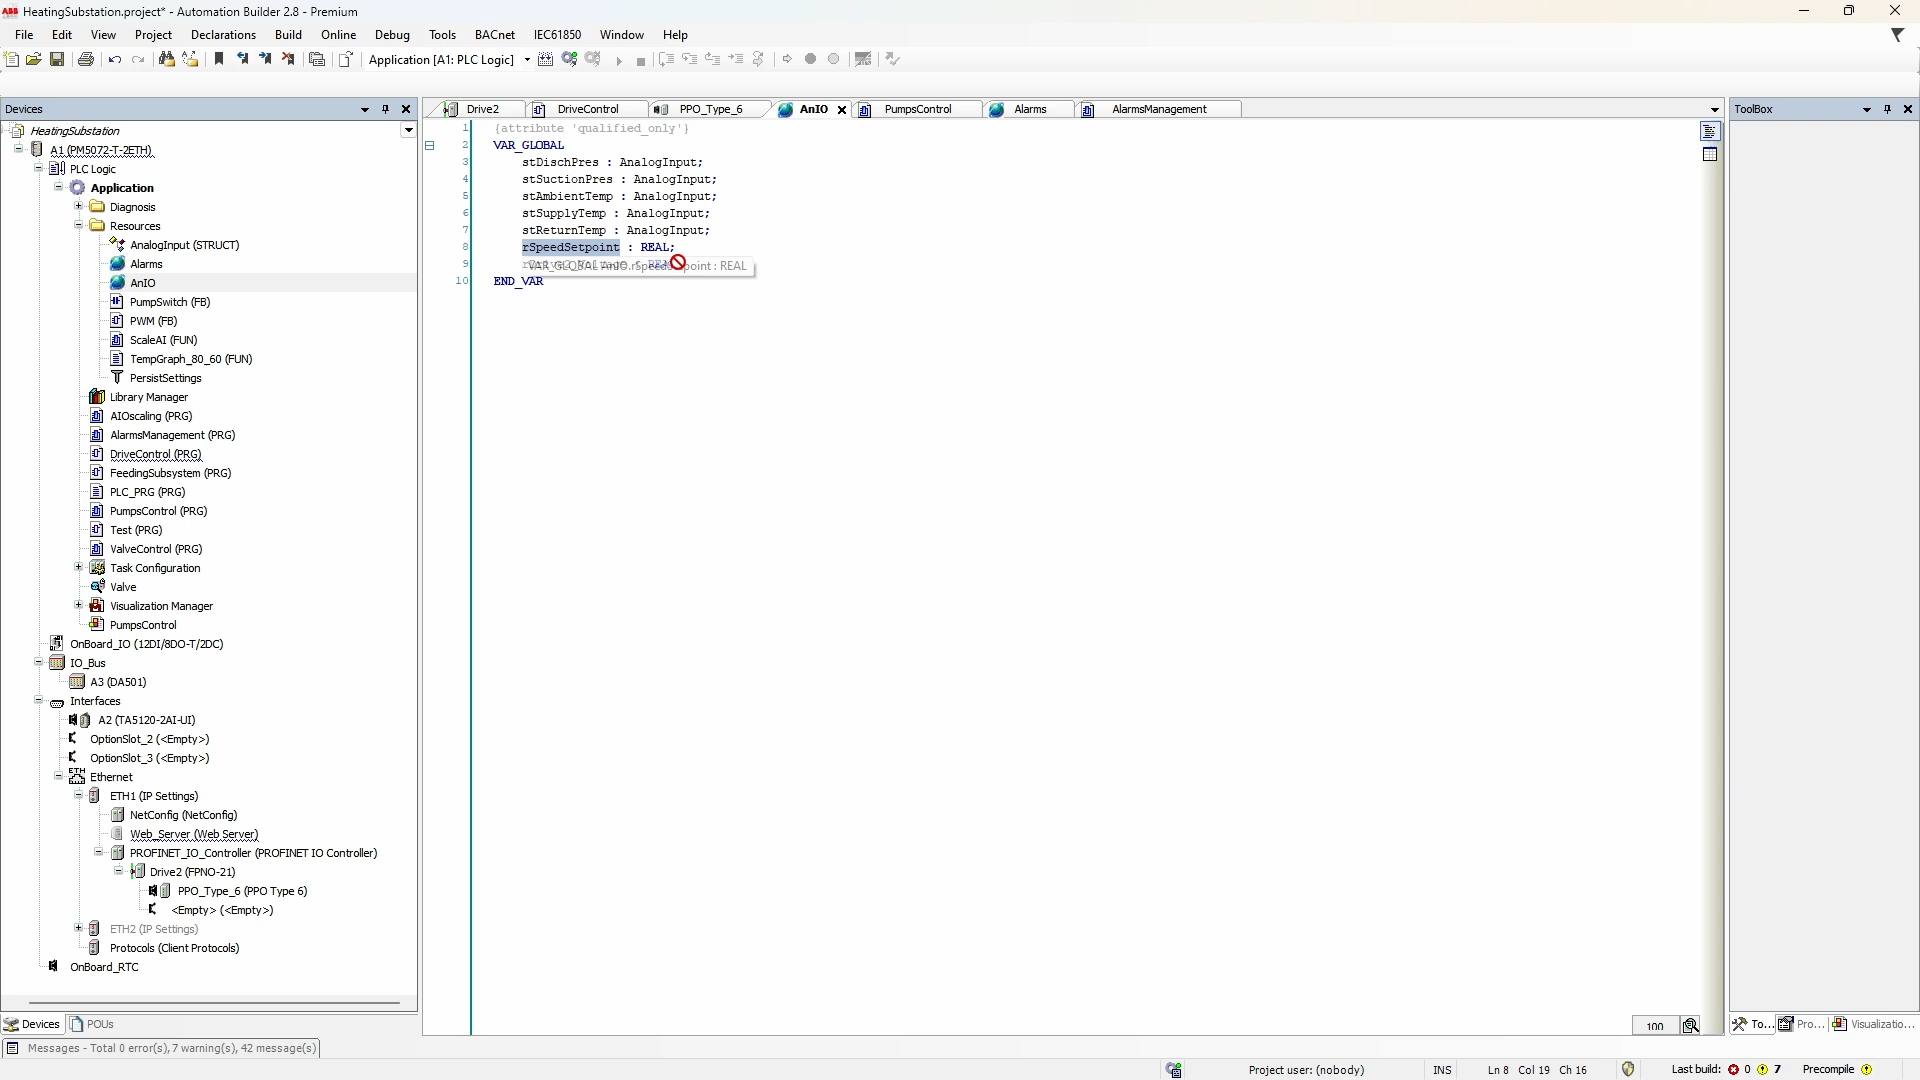 ABB HeatingSubstation.project* - Automation Builder 2.8 - Premium
File Edit View Project Declarations Build Online Debug Tools BACnet IEC61850 Window Help
Application [A1: PLC Logic]
Devices
HeatingSubstation
A1 (PM5072-T-2ETH)
PLC Logic
Application
Diagnosis
Resources
AnalogInput (STRUCT)
Alarms
AnIO
PumpSwitch (FB)
PWM (FB)
ScaleAI (FUN)
TempGraph_80_60 (FUN)
PersistSettings
Library Manager
AIOscaling (PRG)
AlarmsManagement (PRG)
DriveControl (PRG)
FeedingSubsystem (PRG)
PLC_PRG (PRG)
PumpsControl (PRG)
Test (PRG)
ValveControl (PRG)
Task Configuration
Valve
Visualization Manager
PumpsControl
OnBoard_IO (12DI/8DO-T/2DC)
IO_Bus
A3 (DA501)
Interfaces
A2 (TA5120-2AI-UI)
OptionSlot_2 (<Empty>)
OptionSlot_3 (<Empty>)
ETH Ethernet
ETH1 (IP Settings)
NetConfig (NetConfig)
Web_Server (Web Server)
PROFINET_IO_Controller (PROFINET IO Controller)
Drive2 (FPNO-21)
PPO_Type_6 (PPO Type 6)
<Empty> (<Empty>)
ETH2 (IP Settings)
Protocols (Client Protocols)
OnBoard_RTC
Devices POUs
Drive2 DriveControl PPO_Type_6 AnIO PumpsControl Alarms AlarmsManagement
1 {attribute 'qualified_only'}
2 VAR_GLOBAL
3 stDischPres : AnalogInput;
4 stSuctionPres : AnalogInput;
5 stAmbientTemp : AnalogInput;
6 stSupplyTemp : AnalogInput;
7 stReturnTemp : AnalogInput;
8 rSpeedSetpoint : REAL;
9
VAR_GLOBAL AnIO.rSpeedSetpoint : REAL
10 END_VAR
100
ToolBox
To... Pro... Visualizatio...
Messages - Total 0 error(s), 7 warning(s), 42 message(s)
Project user: (nobody) INS Ln 8 Col 19 Ch 16 Last build: 0 7 Precompile